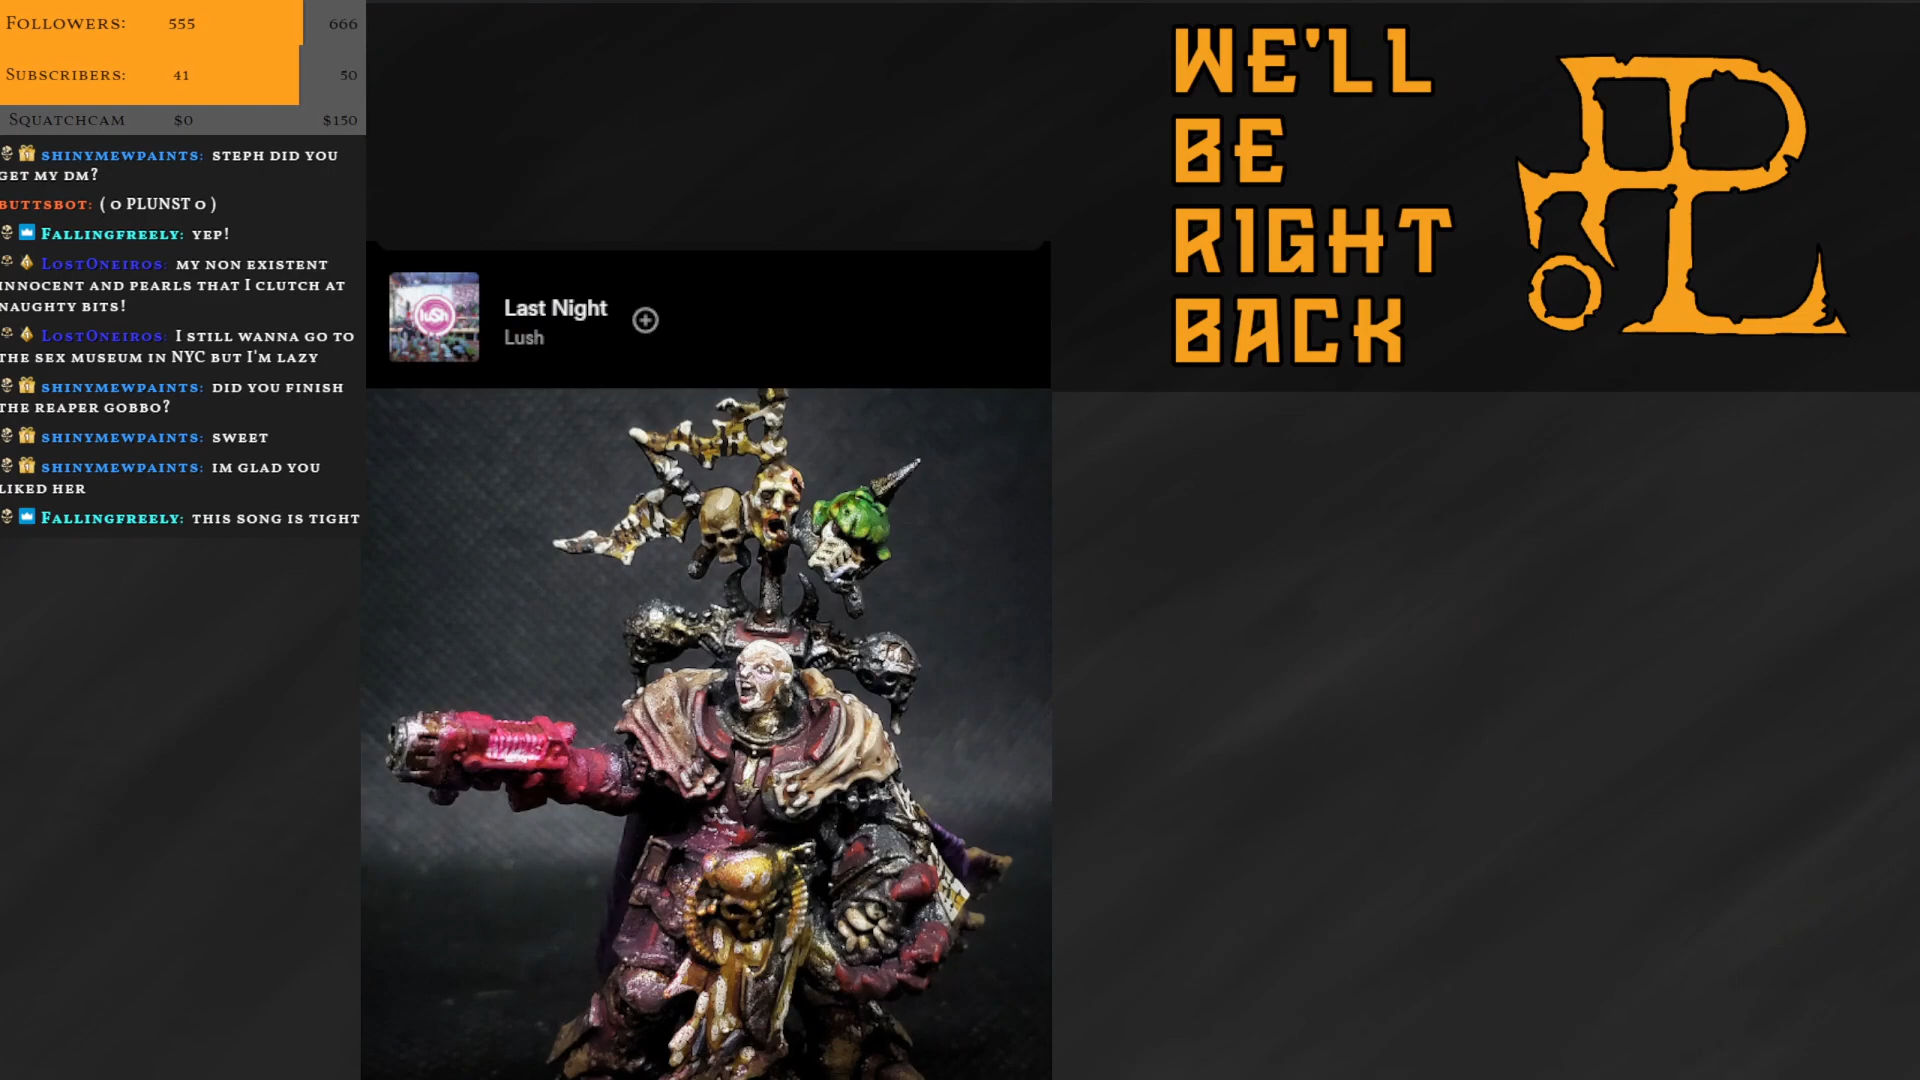 Followers: 555 666
Subscribers: 41 50
Squatchcam $0 $150
shinymewpaints: steph did you
get my dm?
buttsbot: ( o plunst o )
Fallingfreely: yep!
LostOneiros: my non existent
innocent and pearls that I clutch at
naughty bits!
LostOneiros: I still wanna go to
the sex museum in NYC but I'm lazy
shinymewpaints: did you finish
the reaper gobbo?
shinymewpaints: sweet
shinymewpaints: im glad you
liked her
Fallingfreely: this song is tight
lush
Last Night
Lush
WE'LL
BE
RIGHT
BACK